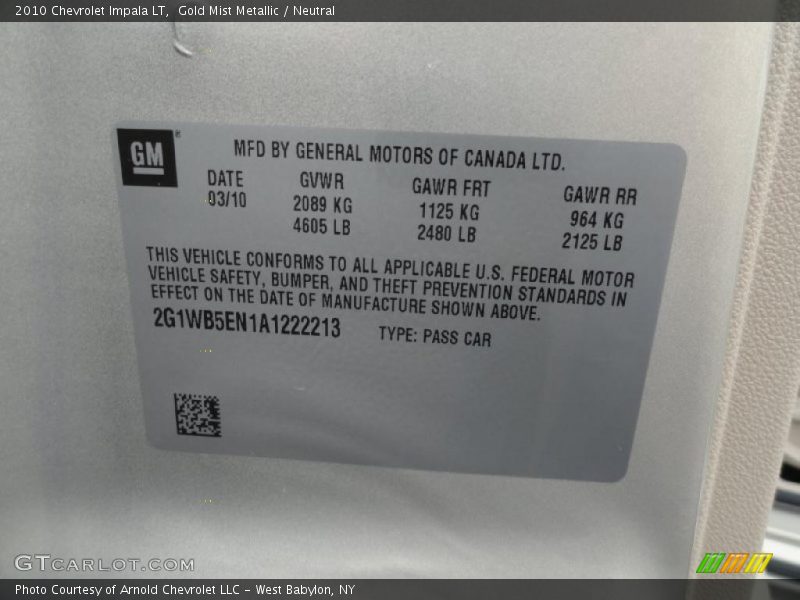 2010 Chevrolet Impala LT,  Gold Mist Metallic / Neutral
GM
MFD BY GENERAL MOTORS OF CANADA LTD.
DATE GVWR GAWR FRT GAWR RR
03/10 2089 KG 1125 KG 964 KG
4605 LB 2480 LB 2125 LB
THIS VEHICLE CONFORMS TO ALL APPLICABLE U.S. FEDERAL MOTOR
VEHICLE SAFETY, BUMPER, AND THEFT PREVENTION STANDARDS IN
EFFECT ON THE DATE OF MANUFACTURE SHOWN ABOVE.
2G1WB5EN1A1222213 TYPE: PASS CAR
GTCARLOT.COM
Photo Courtesy of Arnold Chevrolet LLC - West Babylon, NY